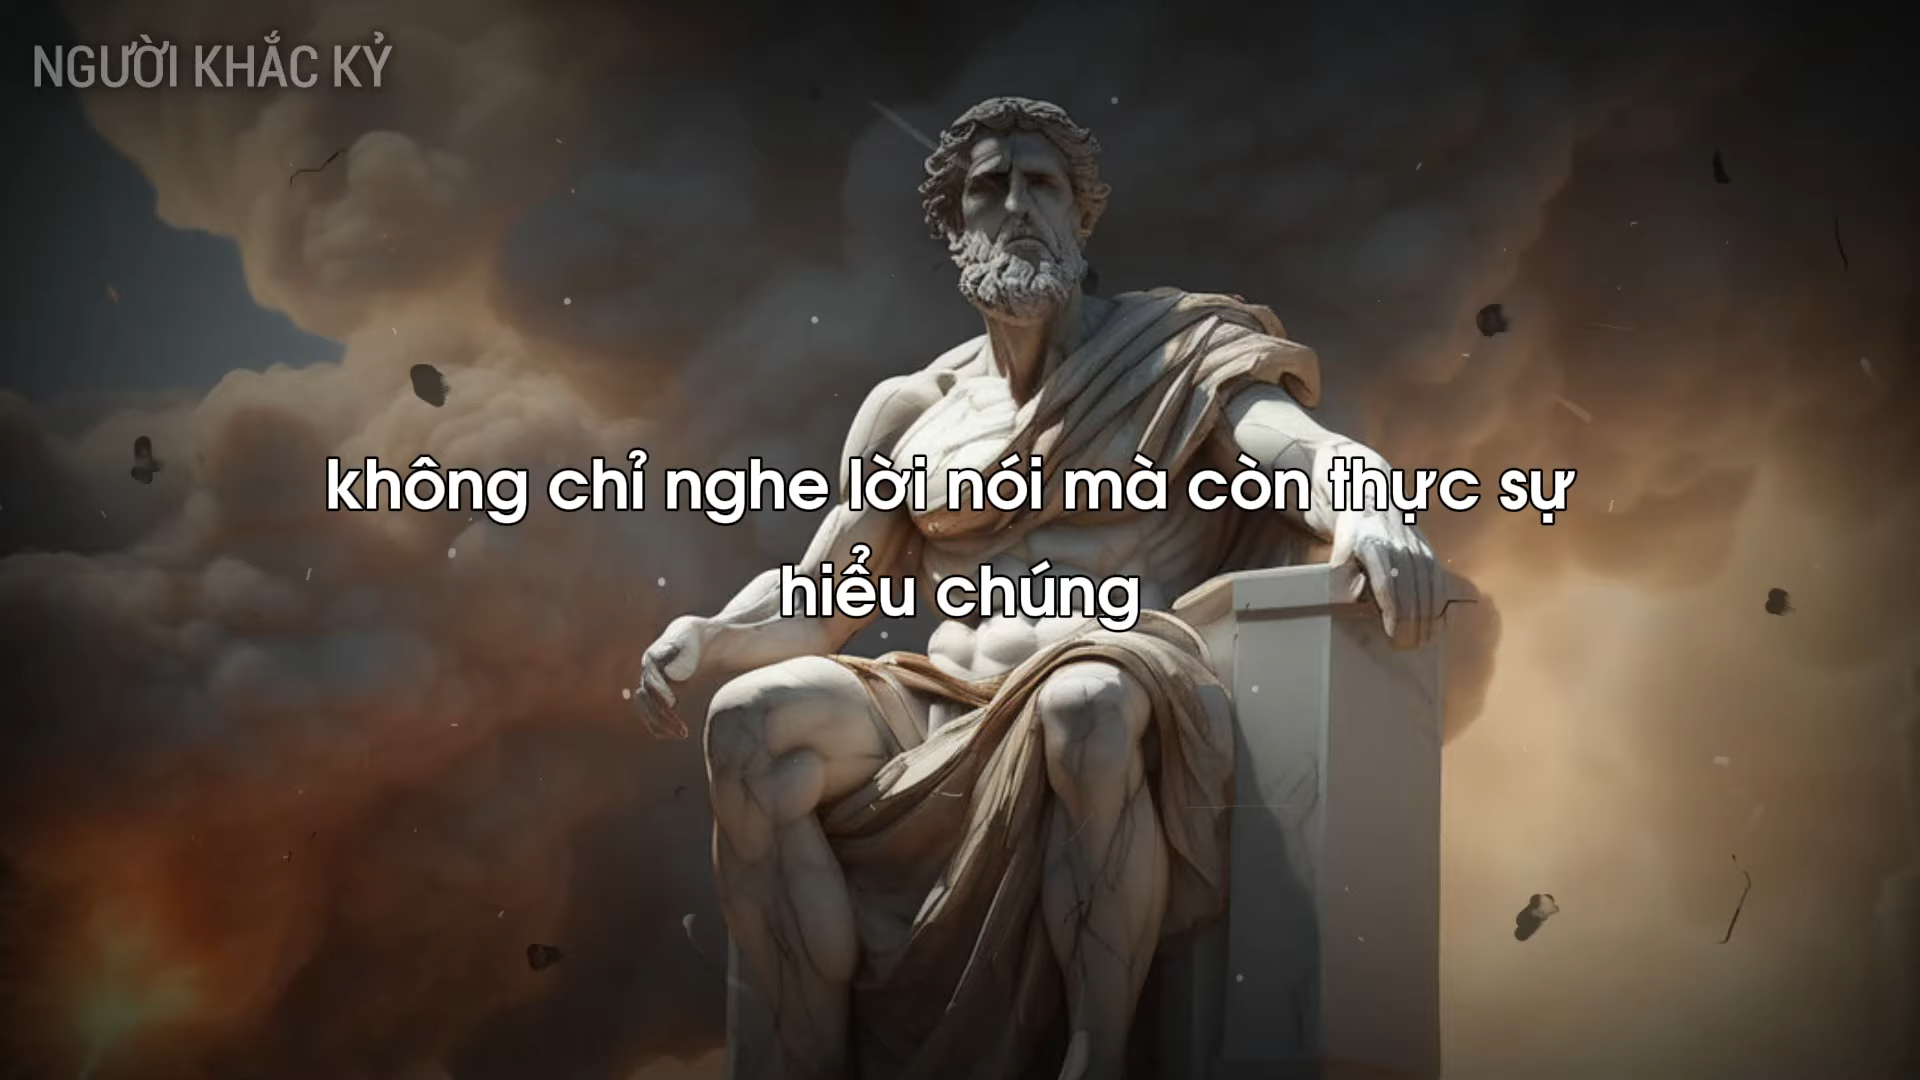 NGƯỜI KHẮC KỶ
không chỉ nghe lời nói mà còn thực sự
hiểu chúng